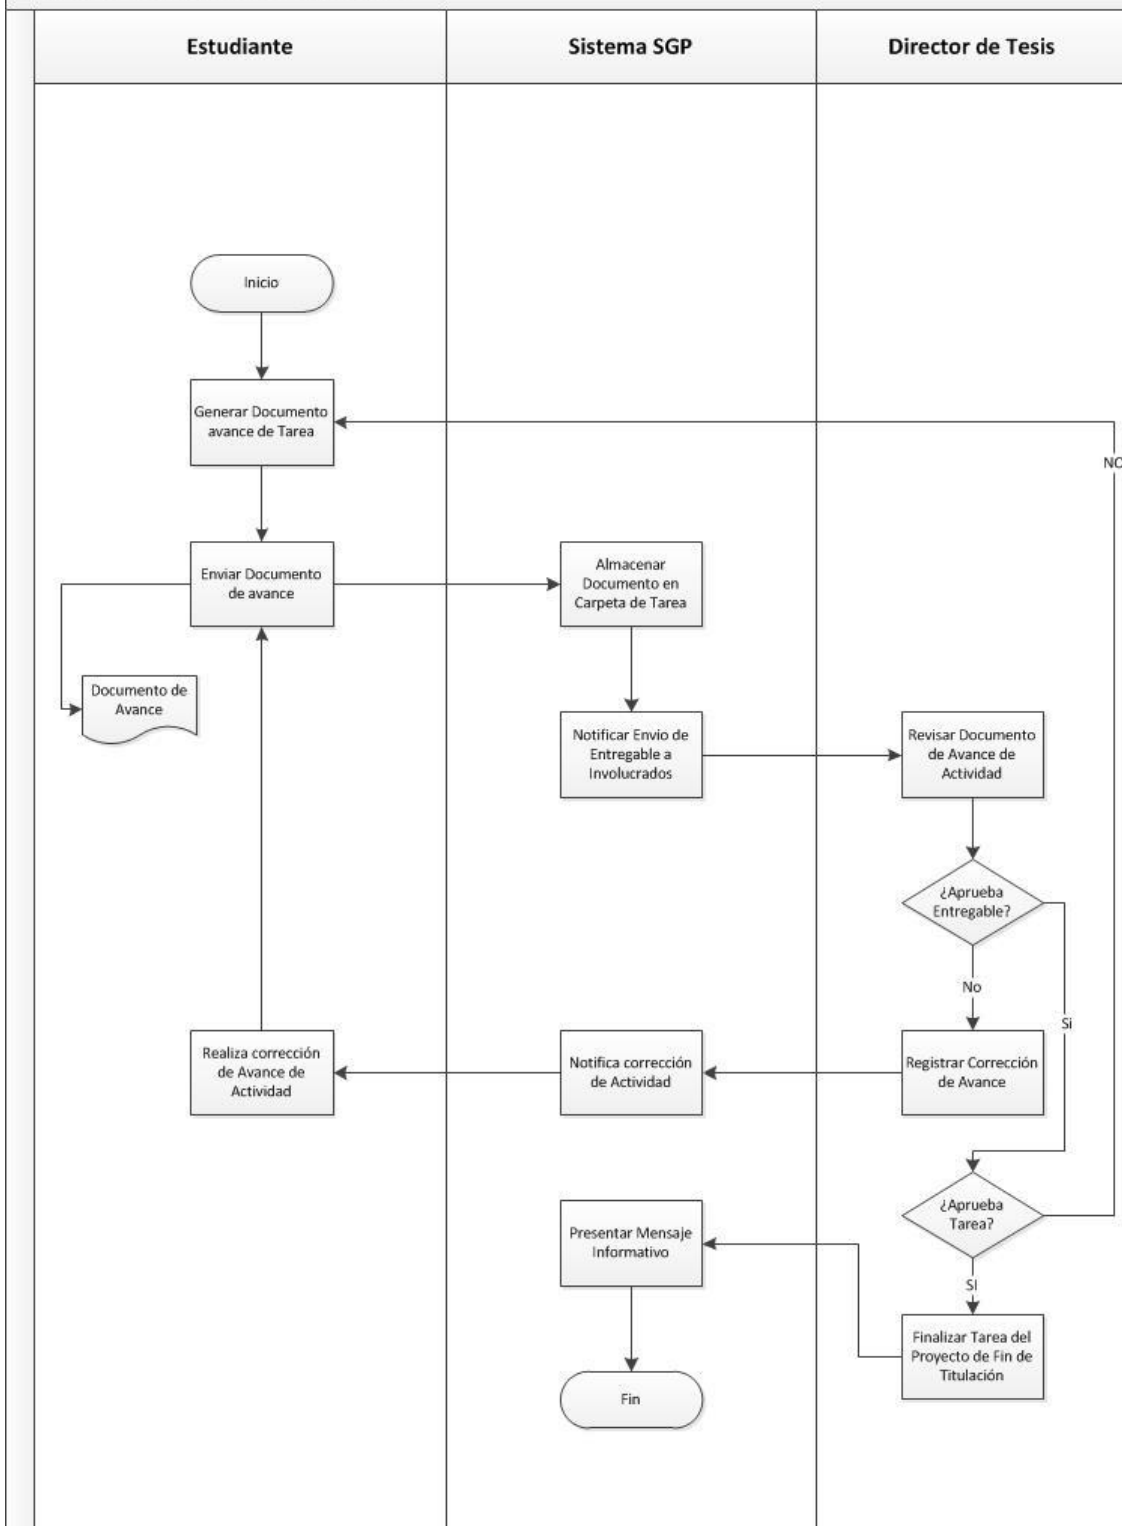 Estudiante
Sistema SGP
Director de Tesis
Inicio
Generar Documento
avance de Tarea
NO
Enviar Documento
de avance
Almacenar
Documento en
Carpeta de Tarea
Documento de
Avance
Notificar Envío de
Entregable a
Involucrados
Revisar Documento
de Avance de
Actividad
¿Aprueba
Entregable?
No
Si
Realiza corrección
de Avance de
Actividad
Notifica corrección
de Actividad
Registrar Corrección
de Avance
¿Aprueba
Tarea?
Presentar Mensaje
Informativo
SI
Finalizar Tarea del
Proyecto de Fin de
Titulación
Fin